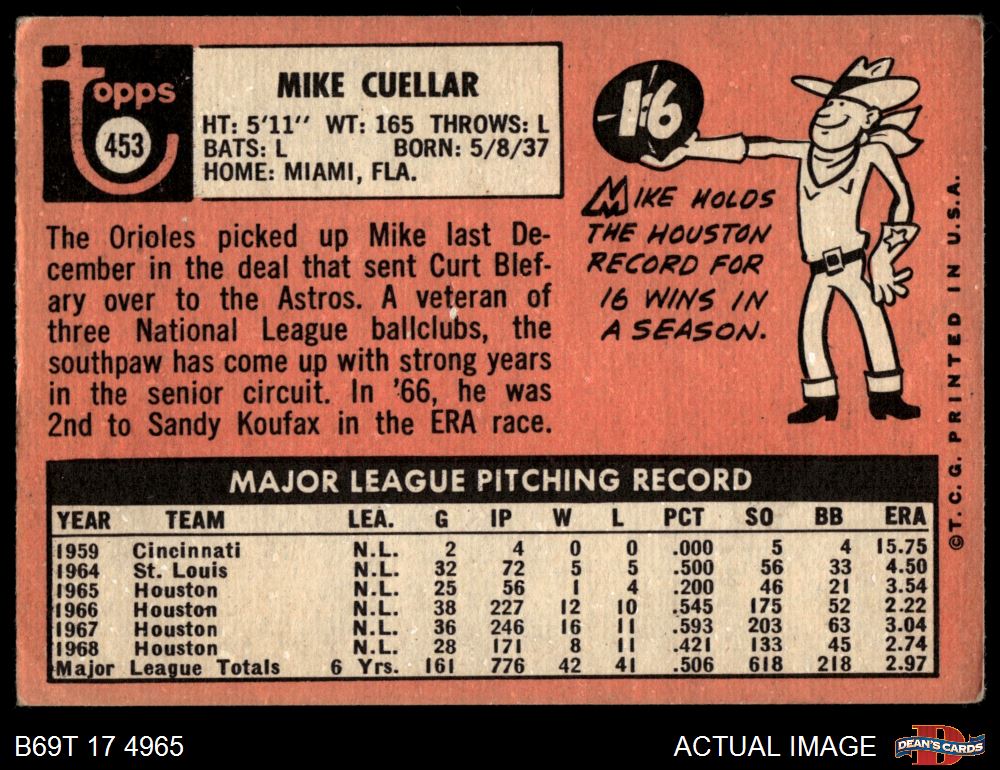 Topps
453
MIKE CUELLAR
HT: 5'11" WT: 165 THROWS: L
BATS: L BORN: 5/8/37
HOME: MIAMI, FLA.
The Orioles picked up Mike last De-
cember in the deal that sent Curt Blef-
ary over to the Astros. A veteran of
three National League ballclubs, the
southpaw has come up with strong years
in the senior circuit. In '66, he was
2nd to Sandy Koufax in the ERA race.
16
MIKE HOLDS
THE HOUSTON
RECORD FOR
16 WINS IN
A SEASON.
©T.C.G. PRINTED IN U.S.A.
MAJOR LEAGUE PITCHING RECORD
YEAR TEAM LEA. G IP W L PCT SO BB ERA
1959 Cincinnati N.L. 2 4 0 0 .000 5 4 15.75
1964 St. Louis N.L. 32 72 5 5 .500 56 33 4.50
1965 Houston N.L. 25 56 1 4 .200 46 21 3.54
1966 Houston N.L. 38 227 12 10 .545 175 52 2.22
1967 Houston N.L. 36 246 16 11 .593 203 63 3.04
1968 Houston N.L. 28 171 8 11 .421 133 45 2.74
Major League Totals 6 Yrs. 161 776 42 41 .506 618 218 2.97
B69T 17 4965
ACTUAL IMAGE
D
DEAN'S CARDS